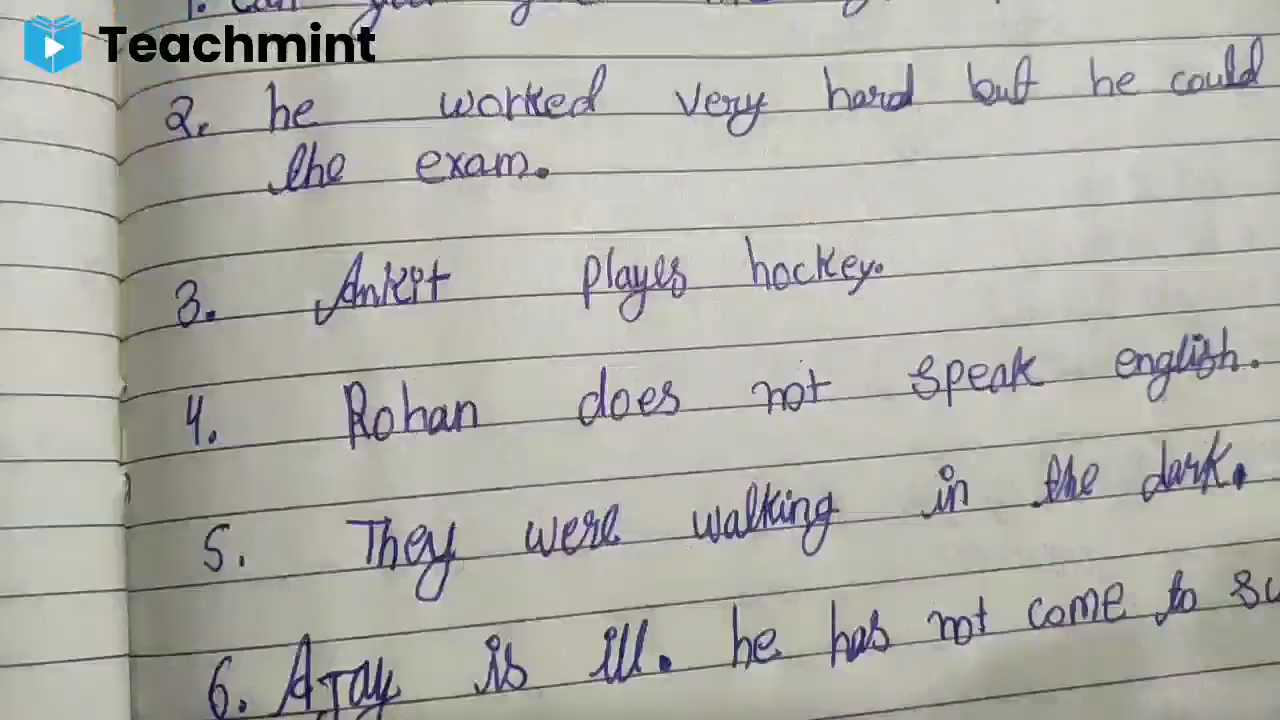 Teachmint
2. he worked very hard but he could
the exam.
3. Ankit playes hockey.
4. Rohan does not speak english.
5. They were walking in the dark.
6. Ajay is ill. he has not come to